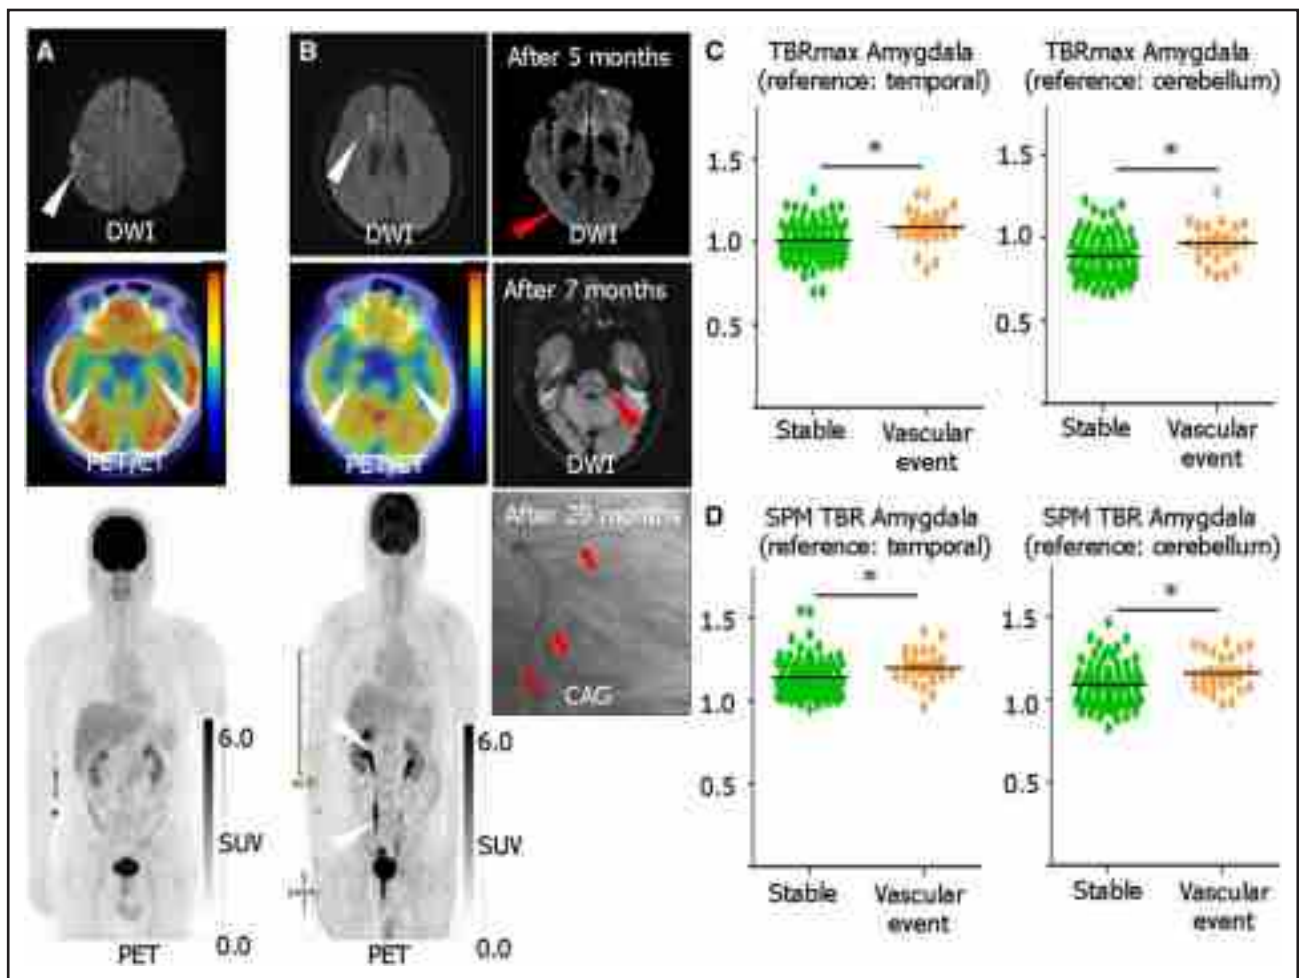 A
DWI
PET/CT
6.0
SUV
0.0
PET
B
DWI
After 5 months
DWI
PET/CT
After 7 months
DWI
After 29 months
CAG
6.0
SUV
0.0
PET
C
TBRmax Amygdala
(reference: temporal)
*
1.5
1.0
0.5
Stable
Vascular
event
TBRmax Amygdala
(reference: cerebellum)
*
1.5
1.0
0.5
Stable
Vascular
event
D
SPM TBR Amygdala
(reference: temporal)
*
1.5
1.0
0.5
Stable
Vascular
event
SPM TBR Amygdala
(reference: cerebellum)
*
1.5
1.0
0.5
Stable
Vascular
event